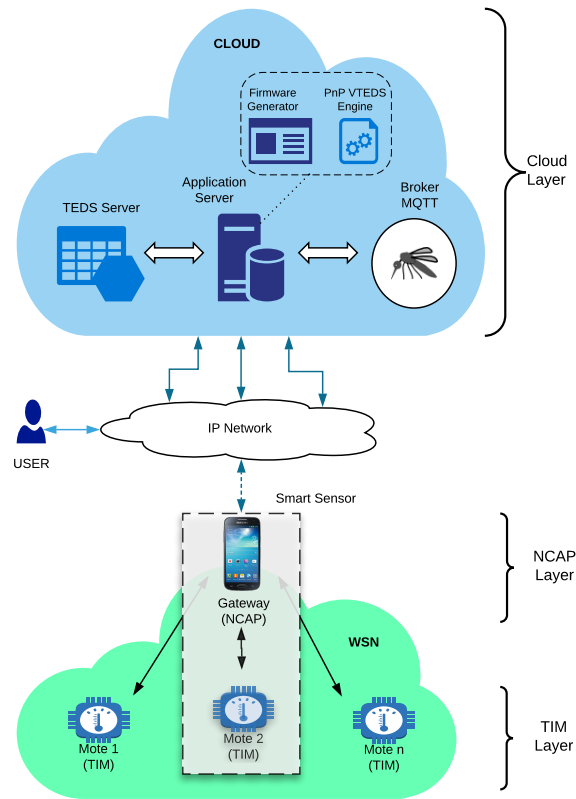 CLOUD
Firmware
Generator
PnP VTEDS
Engine
Cloud
Layer
Application
Server
TEDS Server
Broker
MQTT
IP Network
USER
Smart Sensor
NCAP
Layer
Gateway
(NCAP)
WSN
Mote 1
(TIM)
Mote 2
(TIM)
Mote n
(TIM)
TIM
Layer